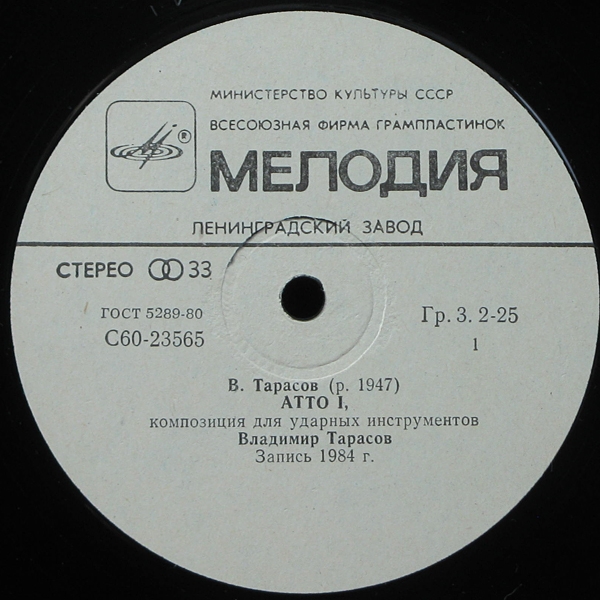 МИНИСТЕРСТВО КУЛЬТУРЫ СССР
ВСЕСОЮЗНАЯ ФИРМА ГРАМПЛАСТИНОК
®
МЕЛОДИЯ
ЛЕНИНГРАДСКИЙ ЗАВОД
СТЕРЕО 33
ГОСТ 5289-80
С60-23565
Гр. 3. 2-25
1
В. Тарасов (р. 1947)
АТТО I,
композиция для ударных инструментов
Владимир Тарасов
Запись 1984 г.